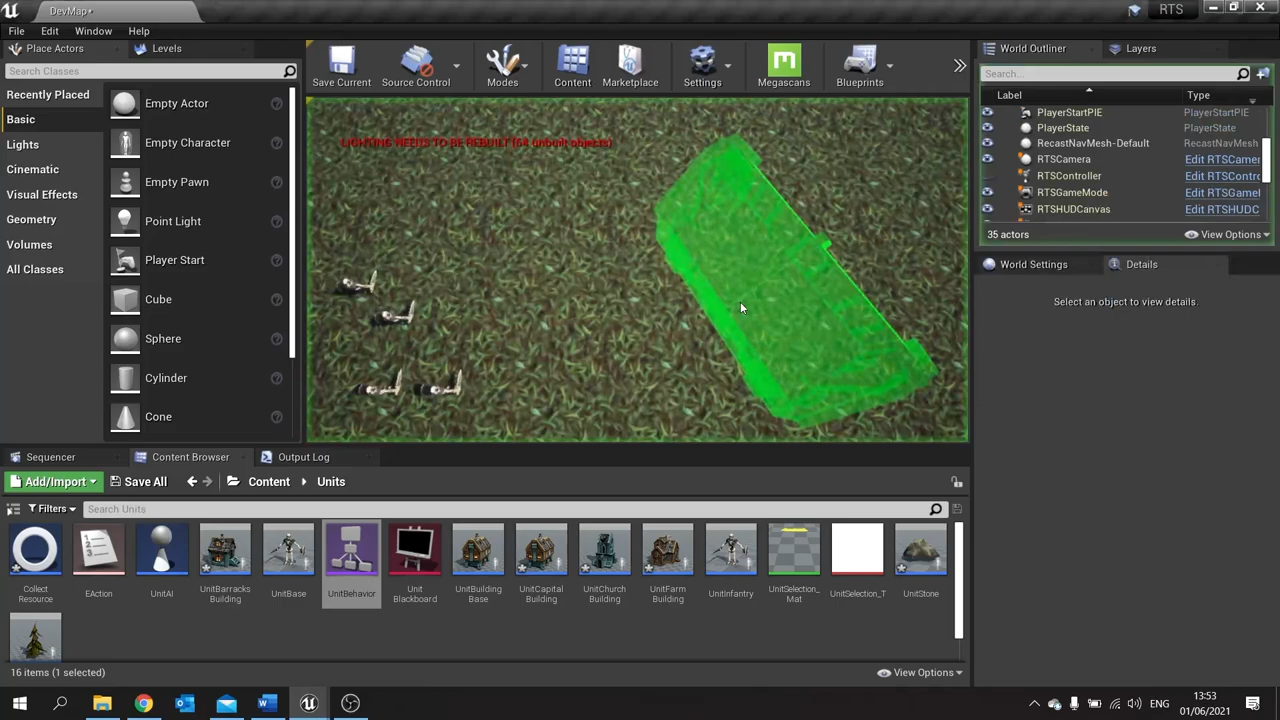 DevMap*
RTS
File Edit Window Help
Place Actors
Levels
Search Classes
Recently Placed
Basic
Lights
Cinematic
Visual Effects
Geometry
Volumes
All Classes
Empty Actor
Empty Character
Empty Pawn
Point Light
Player Start
Cube
Sphere
Cylinder
Cone
Save Current
Source Control
Modes
Content
Marketplace
Settings
Megascans
Blueprints
LIGHTING NEEDS TO BE REBUILT (64 unbuilt objects)
World Outliner
Layers
Search...
Label Type
PlayerStartPIE PlayerStartPIE
PlayerState PlayerState
RecastNavMesh-Default RecastNavMesh
RTSCamera Edit RTSCamer
RTSController Edit RTSContro
RTSGameMode Edit RTSGameI
RTSHUDCanvas Edit RTSHUDC
35 actors
View Options
World Settings
Details
Select an object to view details.
Sequencer
Content Browser
Output Log
Add/Import
Save All
Content
Units
Filters
Search Units
Collect
Resource
EAction
UnitAI
UnitBarracks
Building
UnitBase
UnitBehavior
Unit
Blackboard
UnitBuilding
Base
UnitCapital
Building
UnitChurch
Building
UnitFarm
Building
UnitInfantry
UnitSelection_
Mat
UnitSelection_T
UnitStone
16 items (1 selected)
View Options
ENG
13:53
01/06/2021